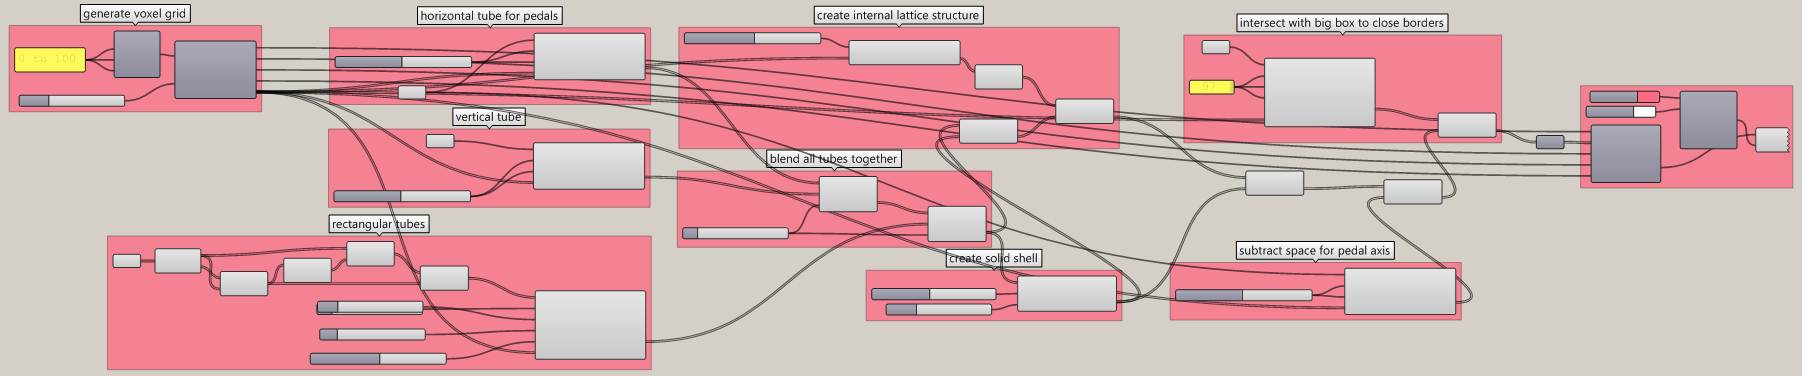 generate voxel grid
0 to 100
horizontal tube for pedals
vertical tube
rectangular tubes
create internal lattice structure
blend all tubes together
create solid shell
intersect with big box to close borders
97
subtract space for pedal axis